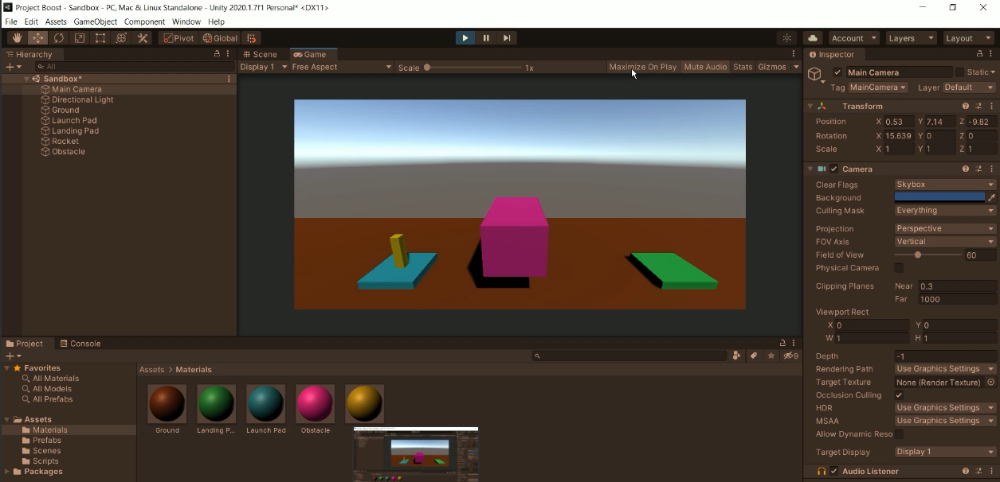 Project Boost - Sandbox - PC, Mac & Linux Standalone - Unity 2020.1.7f1 Personal* <DX11>
File Edit Assets GameObject Component Window Help
Pivot Global Account Layers Layout
Hierarchy
All
Sandbox*
Main Camera
Directional Light
Ground
Launch Pad
Landing Pad
Rocket
Obstacle
Scene Game
Display 1 Free Aspect Scale 1x Maximize On Play Mute Audio Stats Gizmos
Inspector
Main Camera Static
Tag MainCamera Layer Default
Transform
Position X 0.53 Y 7.14 Z -9.82
Rotation X 15.639 Y 0 Z 0
Scale X 1 Y 1 Z 1
Camera
Clear Flags Skybox
Background
Culling Mask Everything
Projection Perspective
FOV Axis Vertical
Field of View 60
Physical Camera
Clipping Planes Near 0.3
Far 1000
Viewport Rect
X 0 Y 0
W 1 H 1
Depth -1
Rendering Path Use Graphics Settings
Target Texture None (Render Texture)
Occlusion Culling
HDR Use Graphics Settings
MSAA Use Graphics Settings
Allow Dynamic Reso
Target Display Display 1
Audio Listener
Project Console
9
Favorites
All Materials
All Models
All Prefabs
Assets
Materials
Prefabs
Scenes
Scripts
Packages
Assets > Materials
Ground Landing P... Launch Pad Obstacle